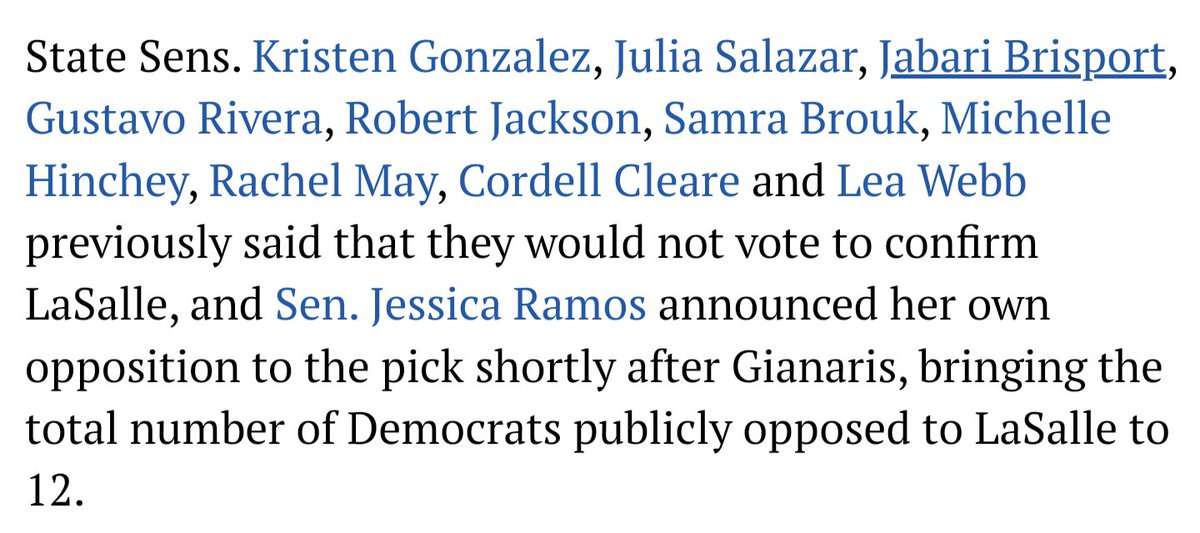 State Sens. Kristen Gonzalez, Julia Salazar, Jabari Brisport,
Gustavo Rivera, Robert Jackson, Samra Brouk, Michelle
Hinchey, Rachel May, Cordell Cleare and Lea Webb
previously said that they would not vote to confirm
LaSalle, and Sen. Jessica Ramos announced her own
opposition to the pick shortly after Gianaris, bringing the
total number of Democrats publicly opposed to LaSalle to
12.